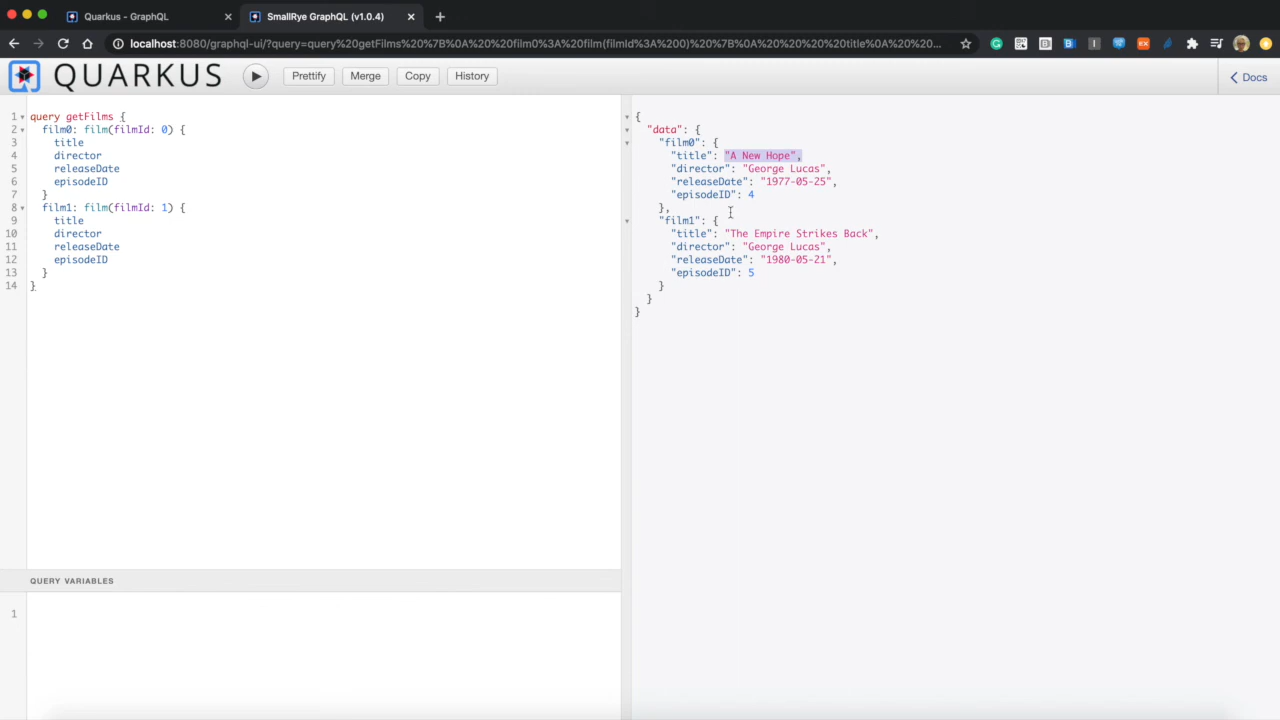 Quarkus - GraphQL
SmallRye GraphQL (v1.0.4)
localhost:8080/graphql-ui/?query=query%20getFilms%20%7B%0A%20%20film0%3A%20film(filmId%3A%200)%20%7B%0A%20%20%20%20title%0A%20%20...
QUARKUS
Prettify
Merge
Copy
History
Docs
1 query getFilms {
2 film0: film(filmId: 0) {
3 title
4 director
5 releaseDate
6 episodeID
7 }
8 film1: film(filmId: 1) {
9 title
10 director
11 releaseDate
12 episodeID
13 }
14 }
QUERY VARIABLES
1
{
"data": {
"film0": {
"title": "A New Hope",
"director": "George Lucas",
"releaseDate": "1977-05-25",
"episodeID": 4
},
"film1": {
"title": "The Empire Strikes Back",
"director": "George Lucas",
"releaseDate": "1980-05-21",
"episodeID": 5
}
}
}